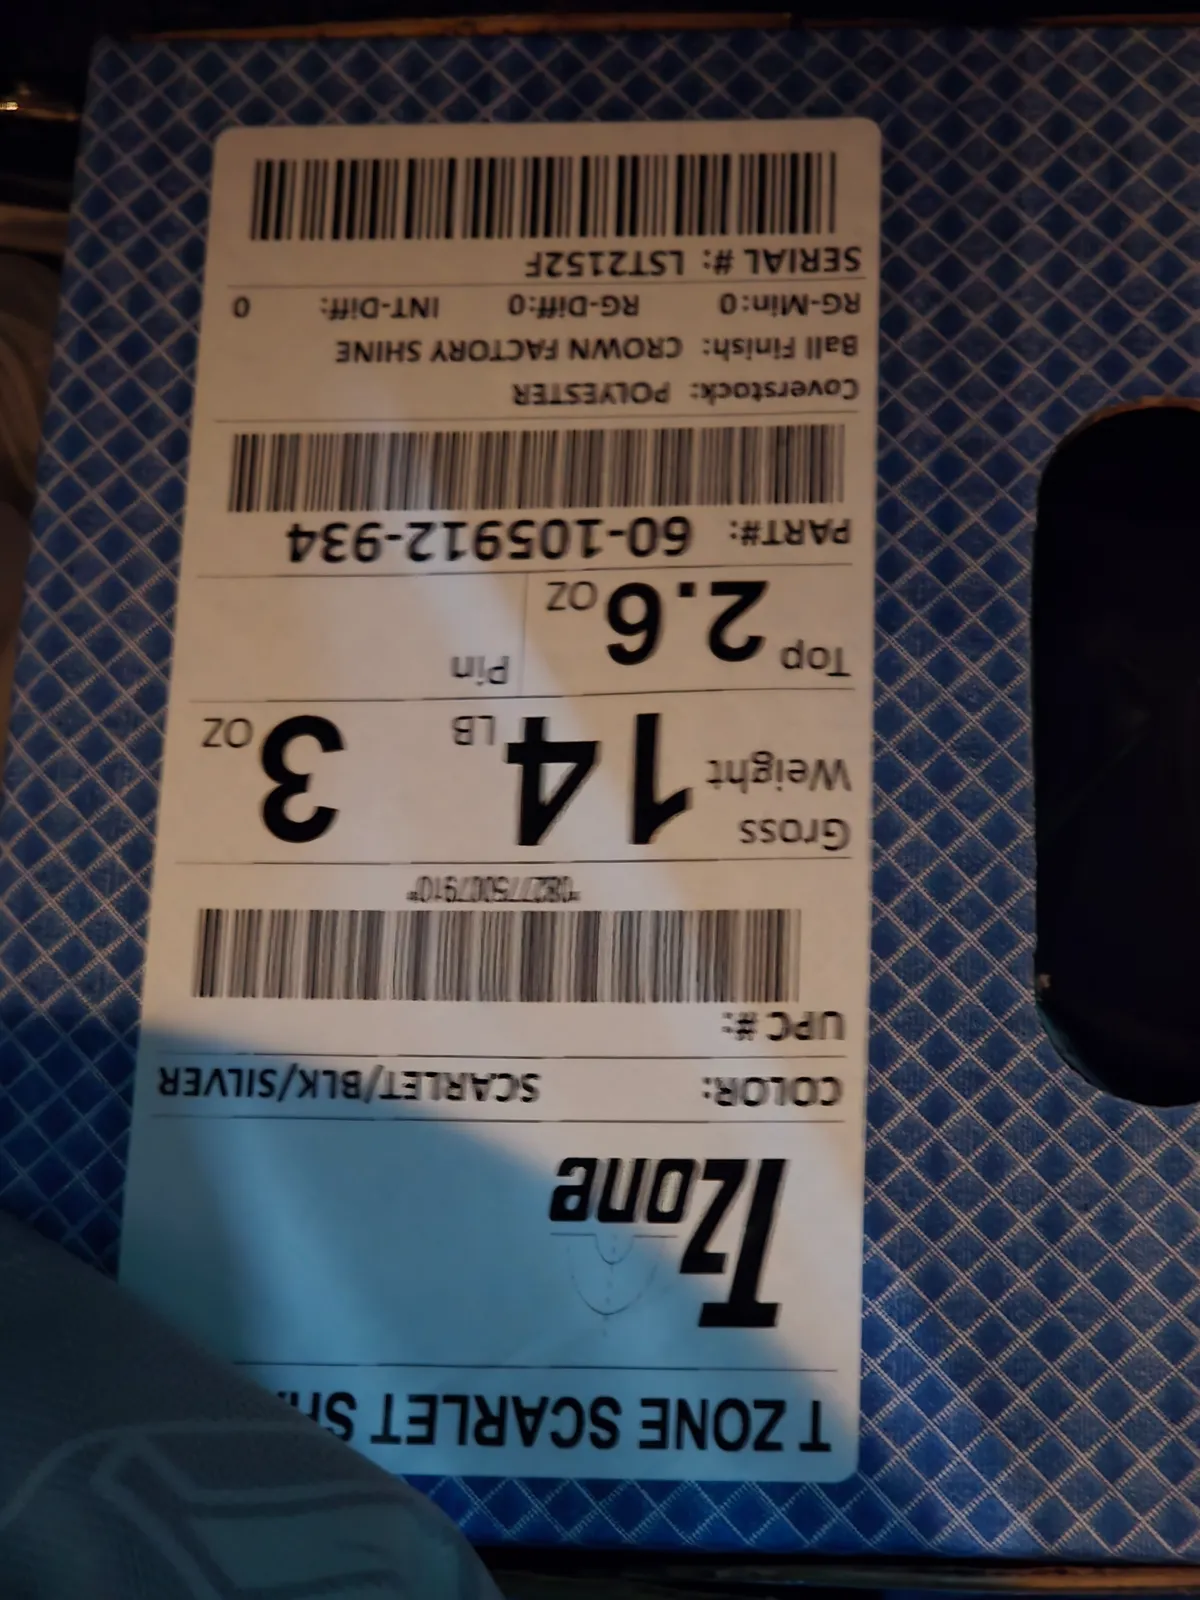 T ZONE SCARLET
TZone
COLOR: SCARLET/BLK/SILVER
UPC #:
*082775007910*
Gross Weight 14 LB 3 OZ
Top 2.6 OZ Pin
PART#: 60-105912-934
Coverstock: POLYESTER
Ball Finish: CROWN FACTORY SHINE
RG-Min:0 RG-Diff:0 INT-Diff: 0
SERIAL #: LST2152F